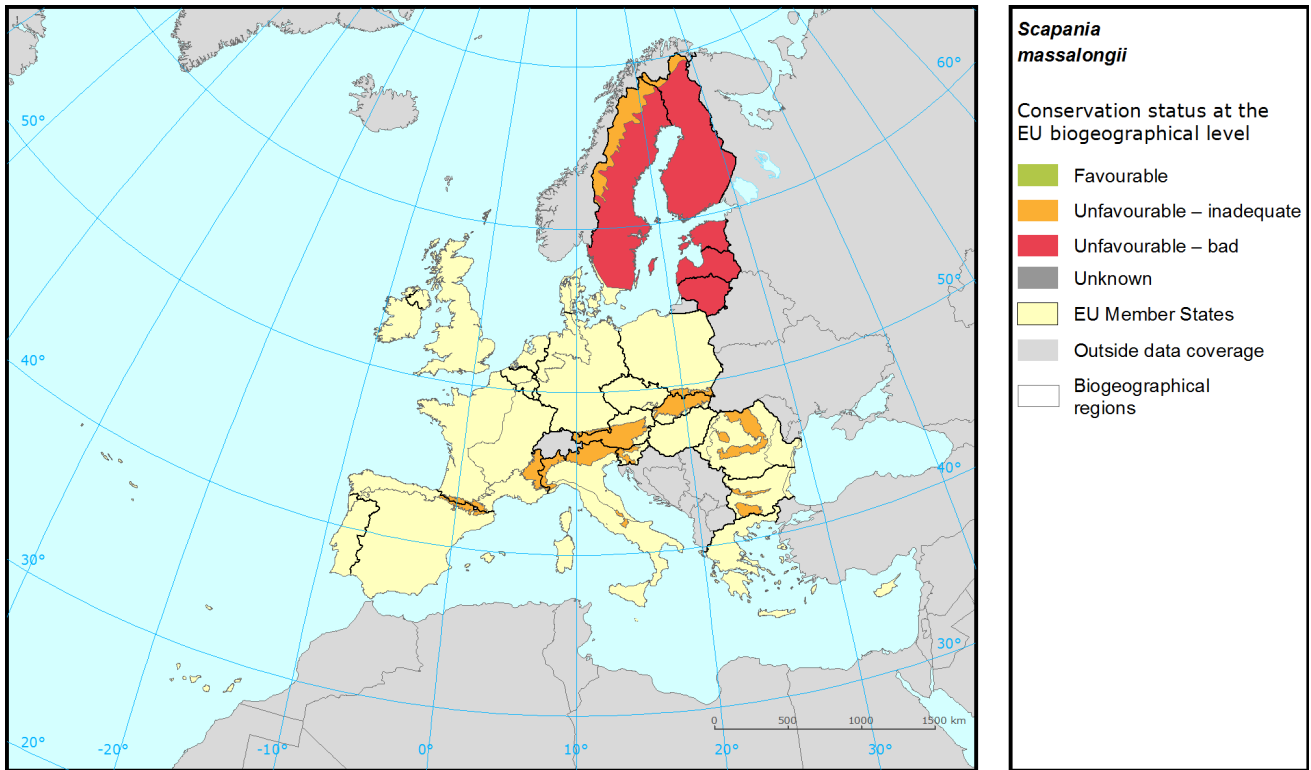 60°
50°
50°
40°
40°
30°
30°
20°
-20°
-10°
0°
10°
20°
30°
0
500
1000
1500 km
Scapania
massalongii
Conservation status at the
EU biogeographical level
Favourable
Unfavourable – inadequate
Unfavourable – bad
Unknown
EU Member States
Outside data coverage
Biogeographical
regions